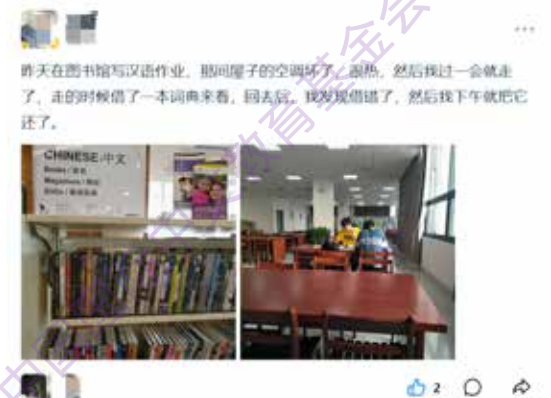 昨天在图书馆写汉语作业，那间屋子的空调坏了，很热，然后我过一会就走
了，走的时候借了一本词典来看，回去后，我发现借错了，然后我下午就把它
还了。
CHINESE 中文
Books
Magazines
DVDs
2